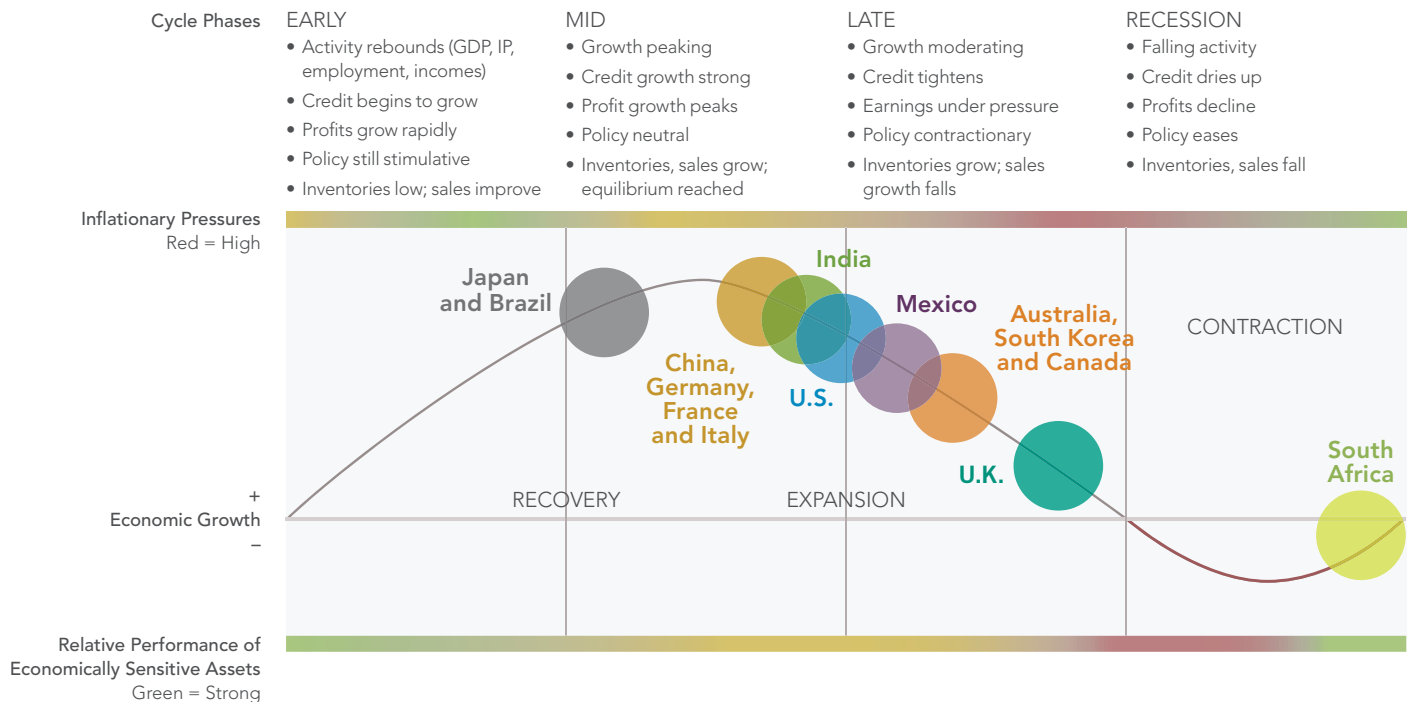 Cycle Phases
EARLY
• Activity rebounds (GDP, IP,
employment, incomes)
• Credit begins to grow
• Profits grow rapidly
• Policy still stimulative
• Inventories low; sales improve
MID
• Growth peaking
• Credit growth strong
• Profit growth peaks
• Policy neutral
• Inventories, sales grow;
equilibrium reached
LATE
• Growth moderating
• Credit tightens
• Earnings under pressure
• Policy contractionary
• Inventories grow; sales
growth falls
RECESSION
• Falling activity
• Credit dries up
• Profits decline
• Policy eases
• Inventories, sales fall
Inflationary Pressures
Red = High
Japan
and Brazil
India
China,
Germany,
France
and Italy
U.S.
Mexico
Australia,
South Korea
and Canada
CONTRACTION
U.K.
South
Africa
RECOVERY
EXPANSION
+
Economic Growth
–
Relative Performance of
Economically Sensitive Assets
Green = Strong